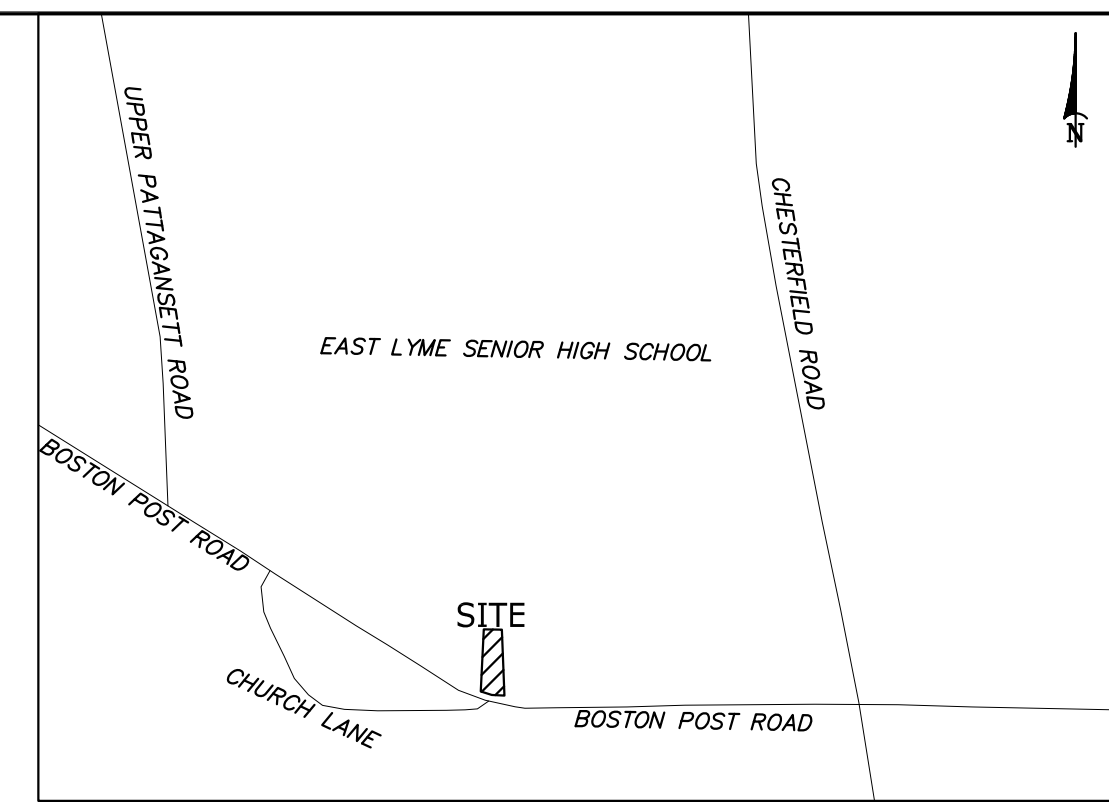 N
UPPER PATTAGANSETT ROAD
CHESTERFIELD ROAD
EAST LYME SENIOR HIGH SCHOOL
BOSTON POST ROAD
SITE
CHURCH LANE
BOSTON POST ROAD